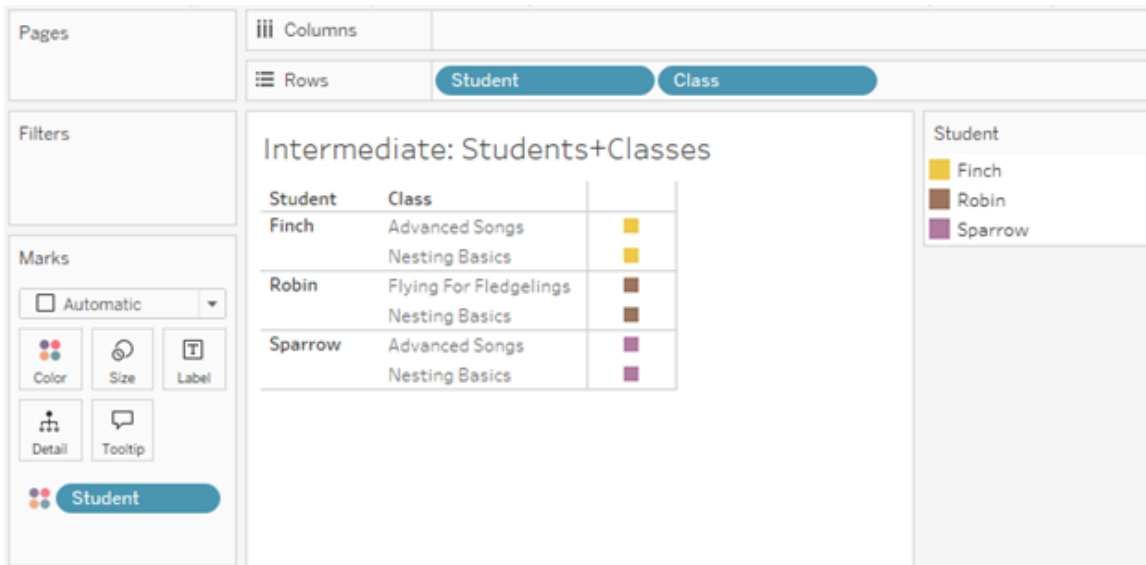 Pages
Columns
Rows Student Class
Filters
Intermediate: Students+Classes
Student Class
Finch Advanced Songs
Nesting Basics
Robin Flying For Fledgelings
Nesting Basics
Sparrow Advanced Songs
Nesting Basics
Student
Finch
Robin
Sparrow
Marks
Automatic
Color Size Label
Detail Tooltip
Student